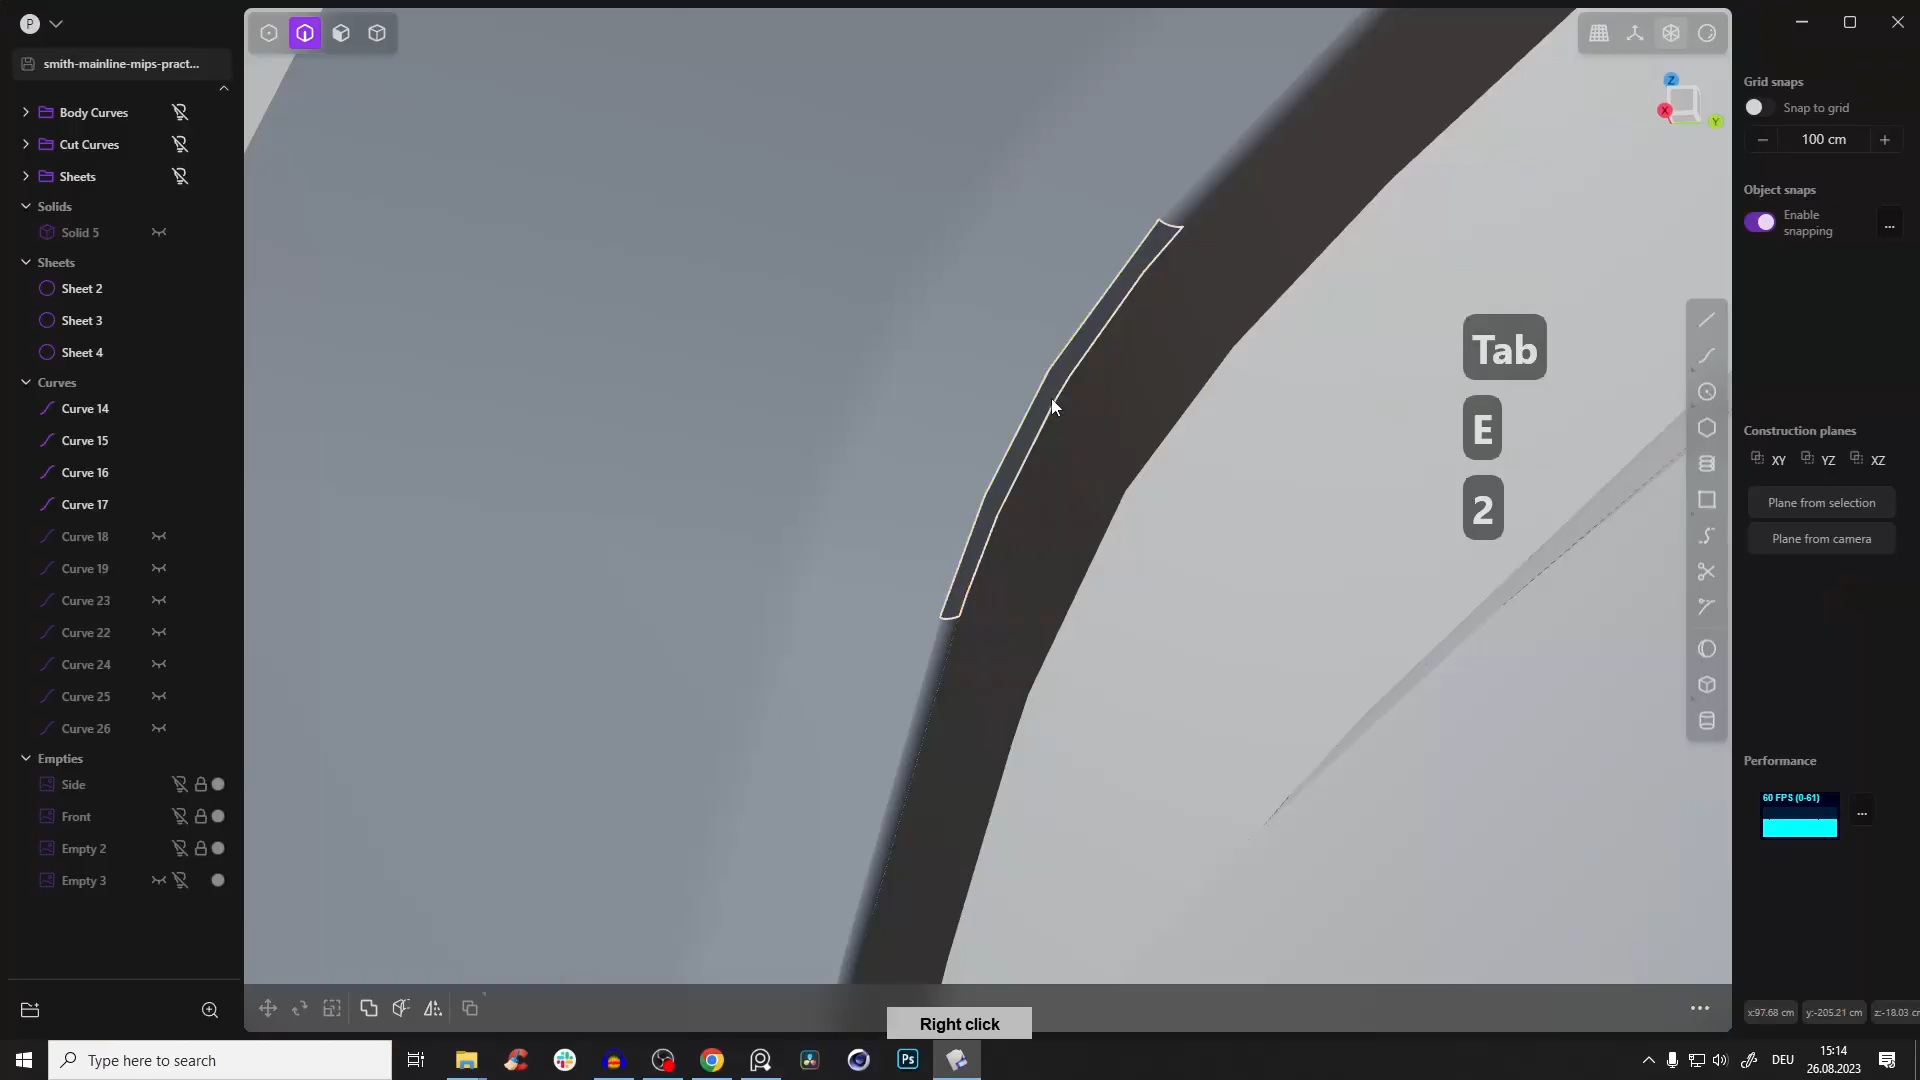 P
smith-mainline-mips-pract...
Body Curves
Cut Curves
Sheets
Solids
Solid 5
Sheets
Sheet 2
Sheet 3
Sheet 4
Curves
Curve 14
Curve 15
Curve 16
Curve 17
Curve 18
Curve 19
Curve 23
Curve 22
Curve 24
Curve 25
Curve 26
Empties
Side
Front
Empty 2
Empty 3
Z
X
Y
Tab
E
2
Right click
Grid snaps
Snap to grid
100 cm
Object snaps
Enable
snapping
...
Construction planes
XY YZ XZ
Plane from selection
Plane from camera
Performance
60 FPS (0-61)
...
x:97.68 cm y:-205.21 cm z:-18.03 cm
Type here to search
Ps
DEU
15:14
26.08.2023